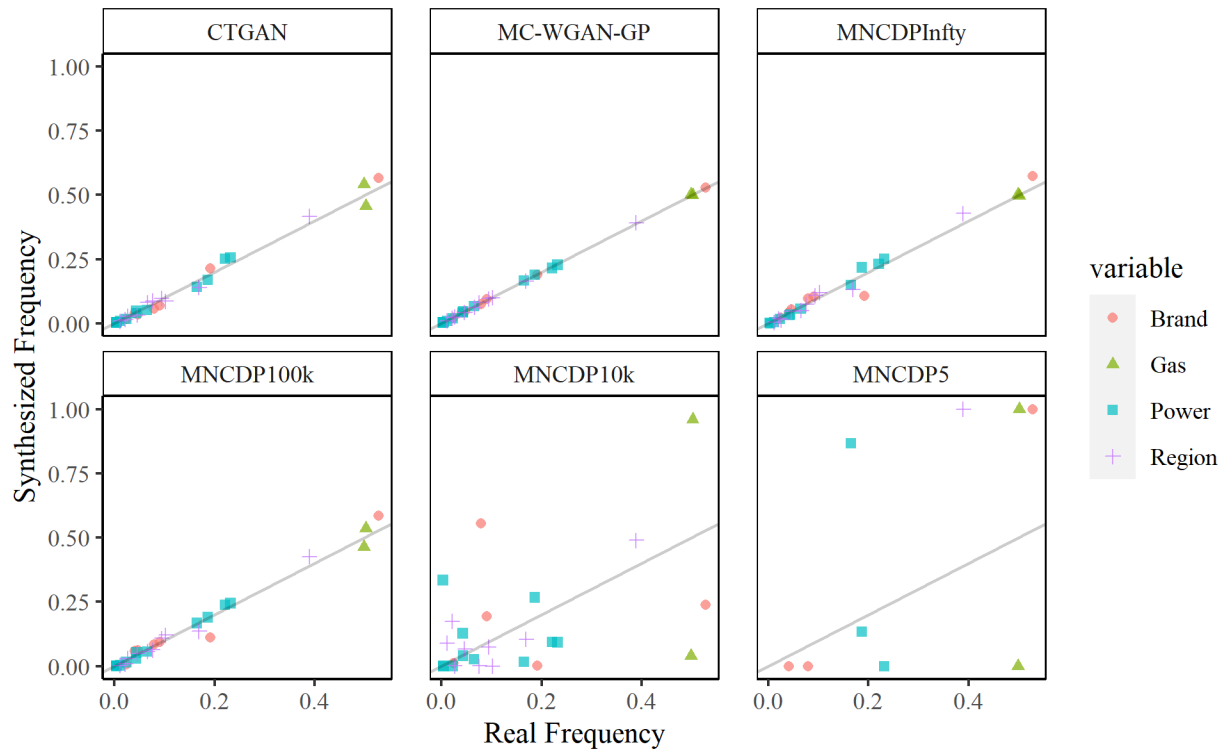 CTGAN MC-WGAN-GP MNCDPInfty
1.00
0.75
0.50
0.25
0.00
MNCDP100k MNCDP10k MNCDP5
1.00
0.75
0.50
0.25
0.00
0.0 0.2 0.4 0.0 0.2 0.4 0.0 0.2 0.4
Real Frequency
Synthesized Frequency
variable
Brand
Gas
Power
Region